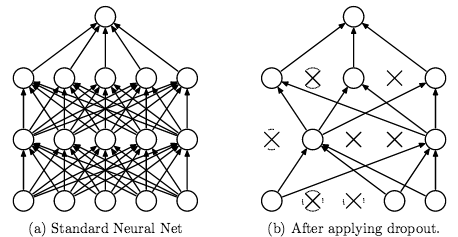 (a) Standard Neural Net
(b) After applying dropout.